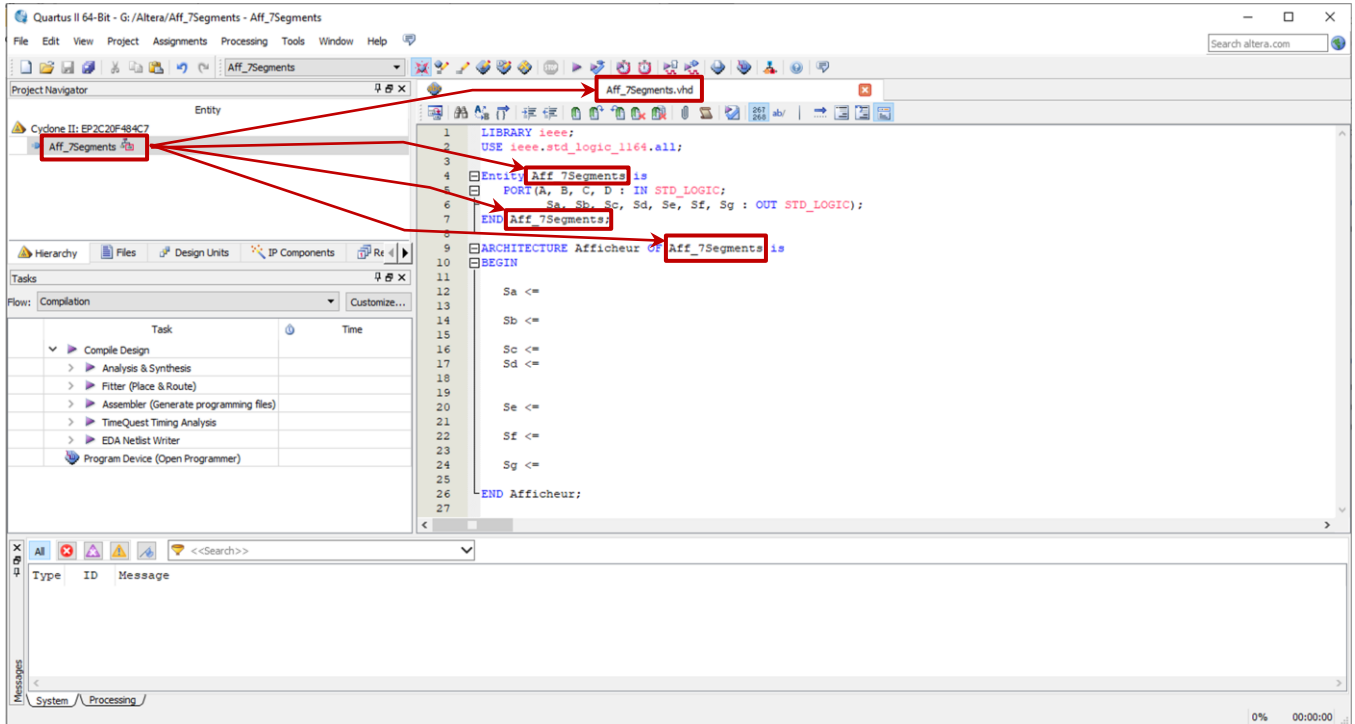 Quartus II 64-Bit - G:/Altera/Aff_7Segments - Aff_7Segments
File Edit View Project Assignments Processing Tools Window Help
Search altera.com
Aff_7Segments
Project Navigator
Aff_7Segments.vhd
Entity
Cyclone II: EP2C20F484C7
Aff_7Segments
267
268
ab/
1 LIBRARY ieee;
2 USE ieee.std_logic_1164.all;
3
4 Entity Aff_7Segments is
5 PORT(A, B, C, D : IN STD_LOGIC;
6 Sa, Sb, Sc, Sd, Se, Sf, Sg : OUT STD_LOGIC);
7 END Aff_7Segments;
8
9 ARCHITECTURE Afficheur OF Aff_7Segments is
10 BEGIN
11
12 Sa <=
13
14 Sb <=
15
16 Sc <=
17 Sd <=
18
19
20 Se <=
21
22 Sf <=
23
24 Sg <=
25
26 END Afficheur;
27
Hierarchy Files Design Units IP Components Re
Tasks
Flow: Compilation Customize...
Task Time
Compile Design
Analysis & Synthesis
Fitter (Place & Route)
Assembler (Generate programming files)
TimeQuest Timing Analysis
EDA Netlist Writer
Program Device (Open Programmer)
All <<Search>>
Type ID Message
Messages
System Processing
0% 00:00:00